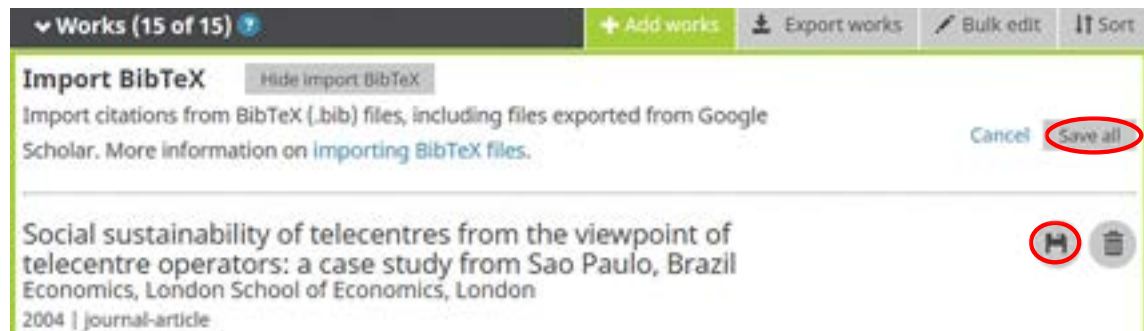 Works (15 of 15) ?
+ Add works
Export works
Bulk edit
Sort
Import BibTeX
Hide import BibTeX
Import citations from BibTeX (.bib) files, including files exported from Google
Scholar. More information on importing BibTeX files.
Cancel
Save all
Social sustainability of telecentres from the viewpoint of
telecentre operators: a case study from Sao Paulo, Brazil
Economics, London School of Economics, London
2004 | journal-article